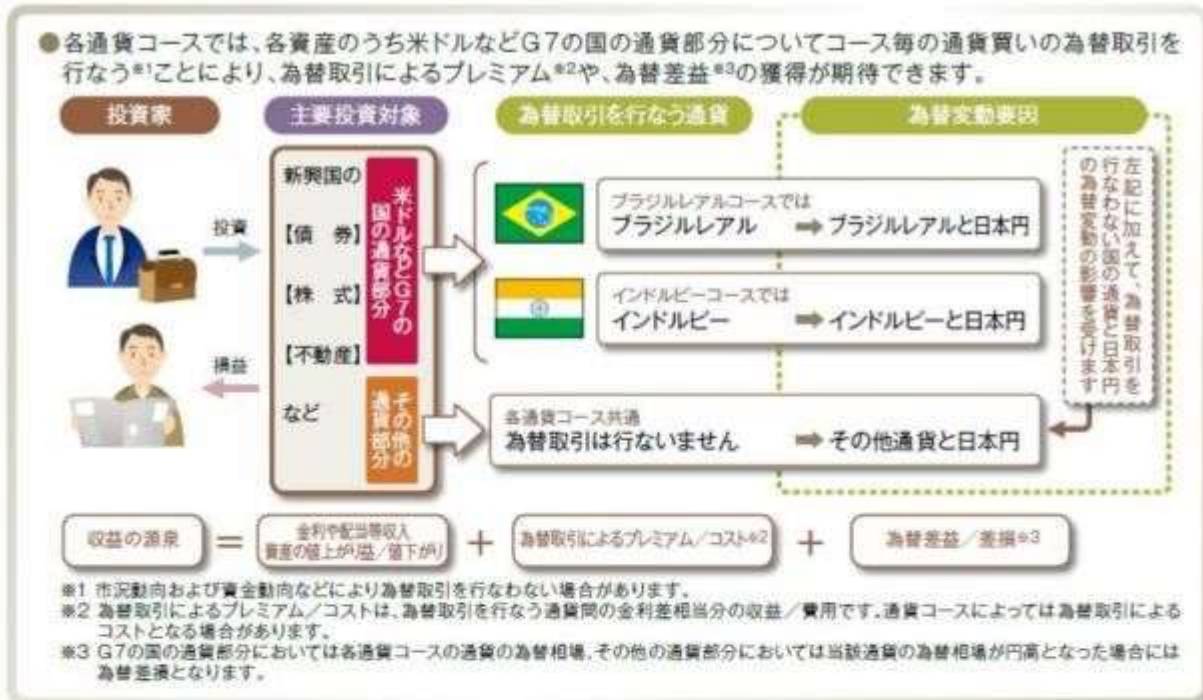 ●各通貨コースでは、各資産のうち米ドルなどG7の国の通貨部分についてコース毎の通貨買いの為替取引を
行なう※1ことにより、為替取引によるプレミアム※2や、為替差益※3の獲得が期待できます。
投資家
主要投資対象
為替取引を行なう通貨
為替変動要因
投資
損益
新興国の
【債 券】
【株 式】
【不動産】
など
米ドルなどG7の
国の通貨部分
その他の
通貨部分
ブラジルレアルコースでは
ブラジルレアル
ブラジルレアルと日本円
インドルピーコースでは
インドルピー
インドルピーと日本円
各通貨コース共通
為替取引は行ないません
その他通貨と日本円
左記に加えて、為替取引を
行なわない国の通貨と日本円
の為替変動の影響を受けます
収益の源泉
=
金利や配当等収入
資産の値上がり益/値下がり
+
為替取引によるプレミアム/コスト※2
+
為替差益/差損※3
※1 市況動向および資金動向などにより為替取引を行なわない場合があります。
※2 為替取引によるプレミアム/コストは、為替取引を行なう通貨間の金利差相当分の収益/費用です。通貨コースによっては為替取引による
コストとなる場合があります。
※3 G7の国の通貨部分においては各通貨コースの通貨の為替相場、その他の通貨部分においては当該通貨の為替相場が円高となった場合には
為替差損となります。